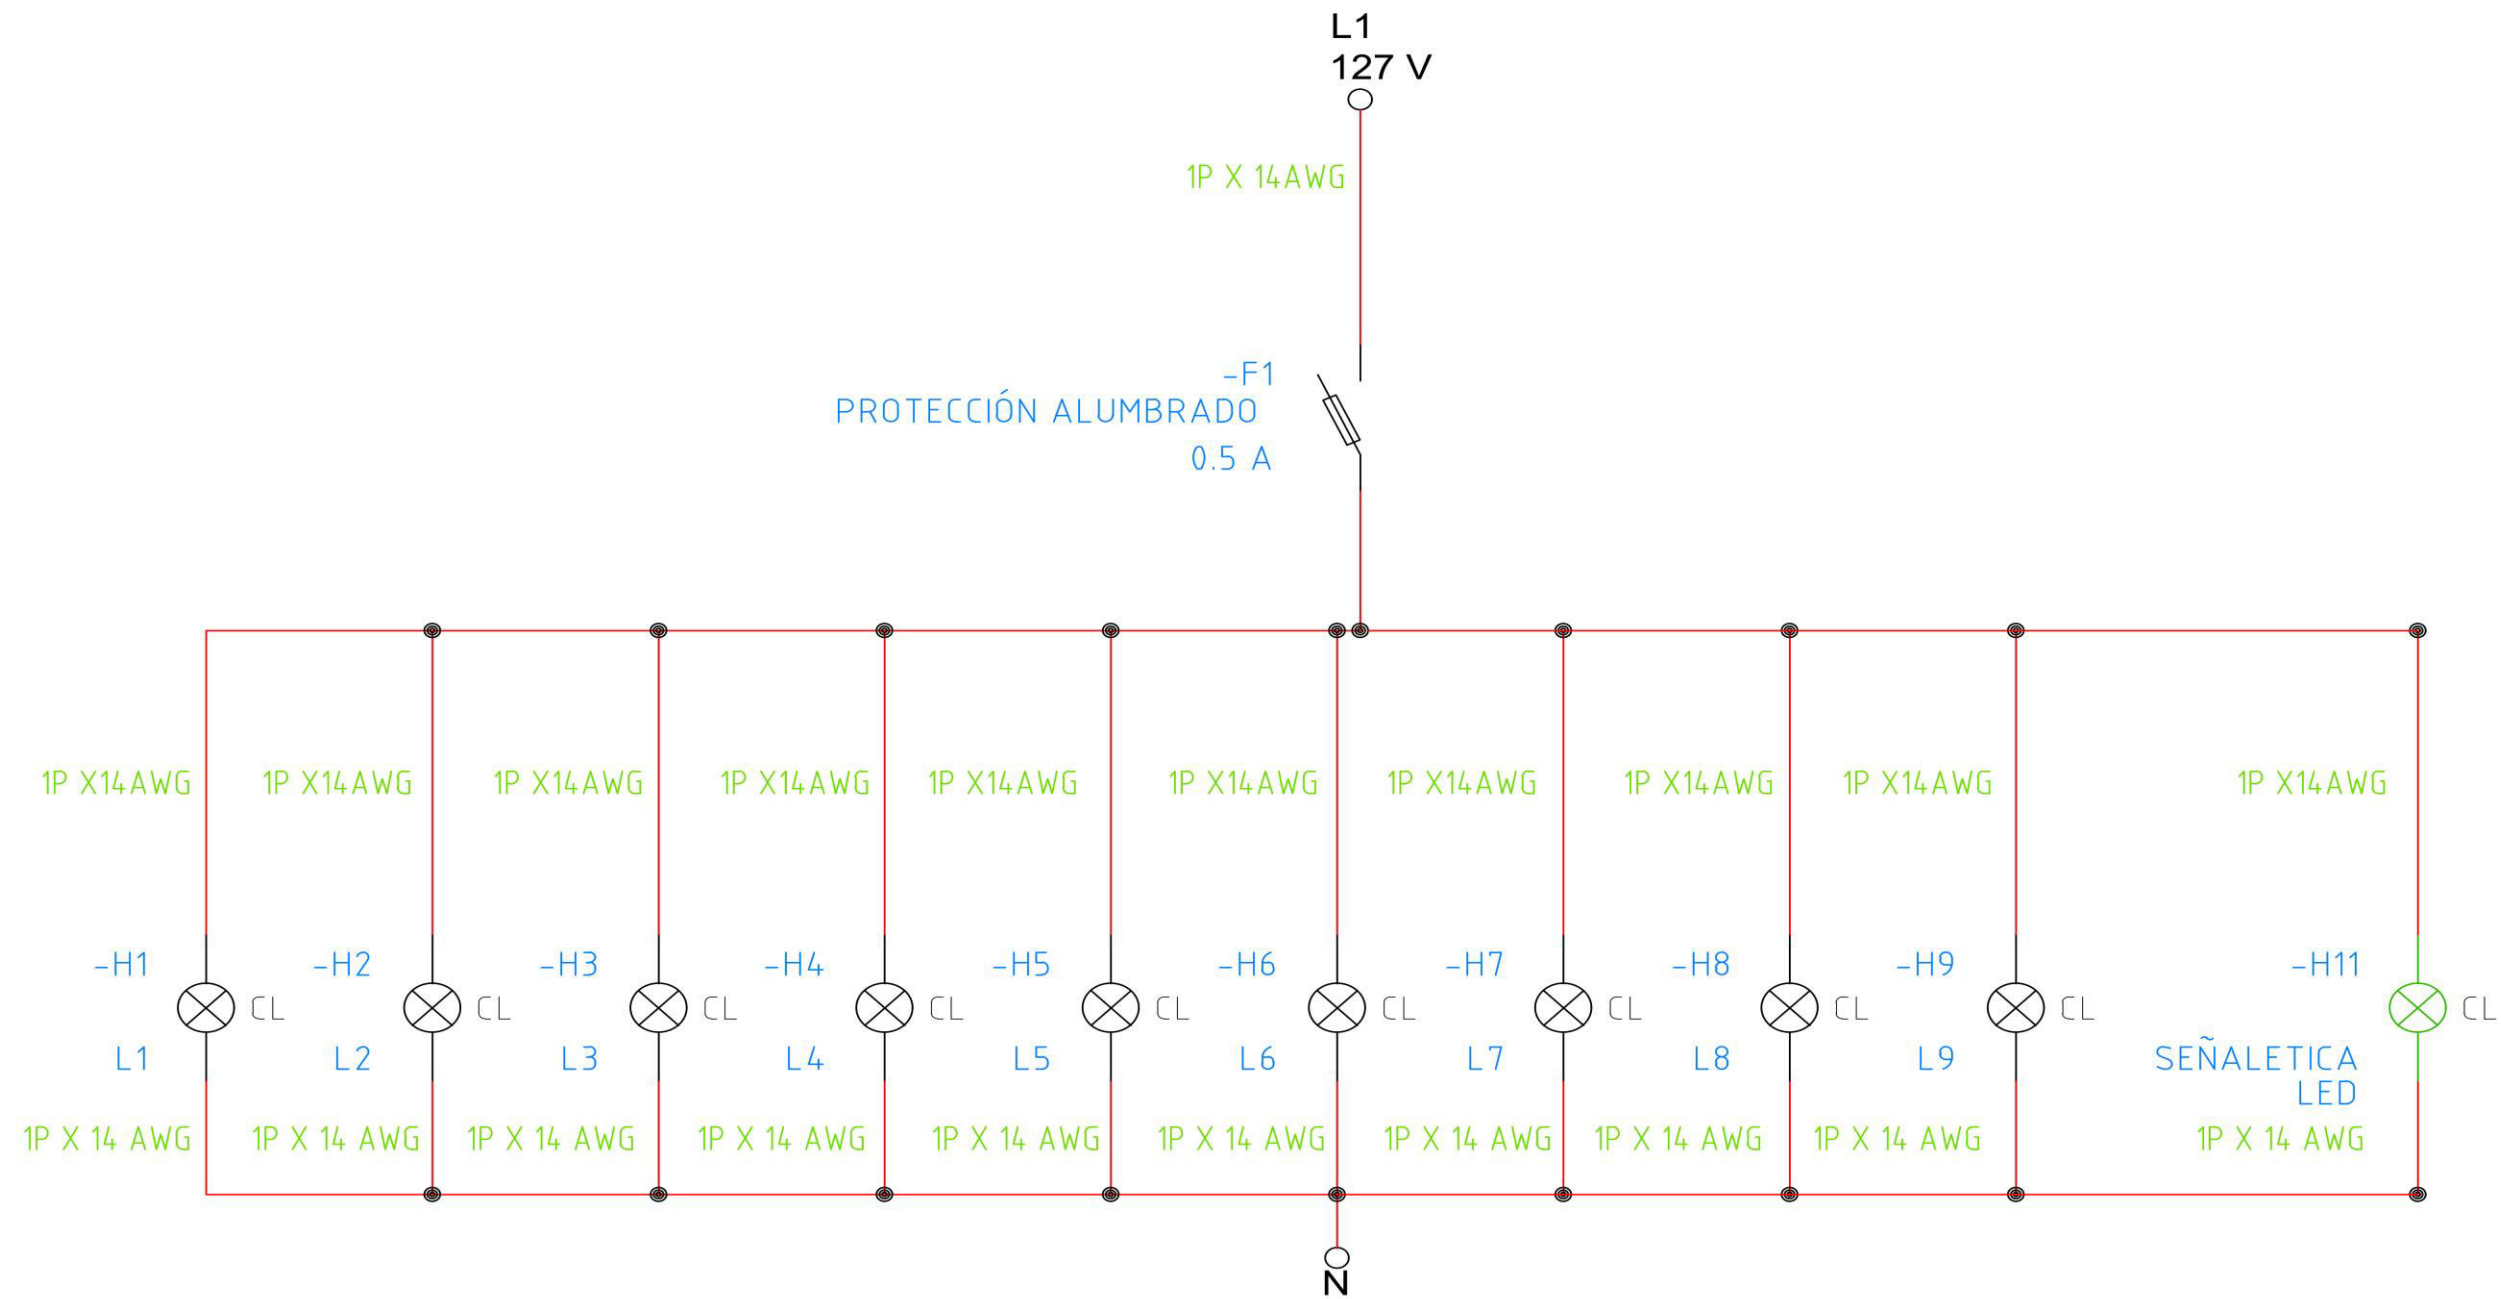 L1
127 V
1P X 14AWG
-F1
PROTECCIÓN ALUMBRADO
0.5 A
1P X14AWG 1P X14AWG 1P X14AWG 1P X14AWG 1P X14AWG 1P X14AWG 1P X14AWG 1P X14AWG 1P X14AWG 1P X14AWG
-H1 -H2 -H3 -H4 -H5 -H6 -H7 -H8 -H9 -H11
CL CL CL CL CL CL CL CL CL CL
L1 L2 L3 L4 L5 L6 L7 L8 L9 SEÑALETICA
LED
1P X 14 AWG 1P X 14 AWG 1P X 14 AWG 1P X 14 AWG 1P X 14 AWG 1P X 14 AWG 1P X 14 AWG 1P X 14 AWG 1P X 14 AWG 1P X 14 AWG
N